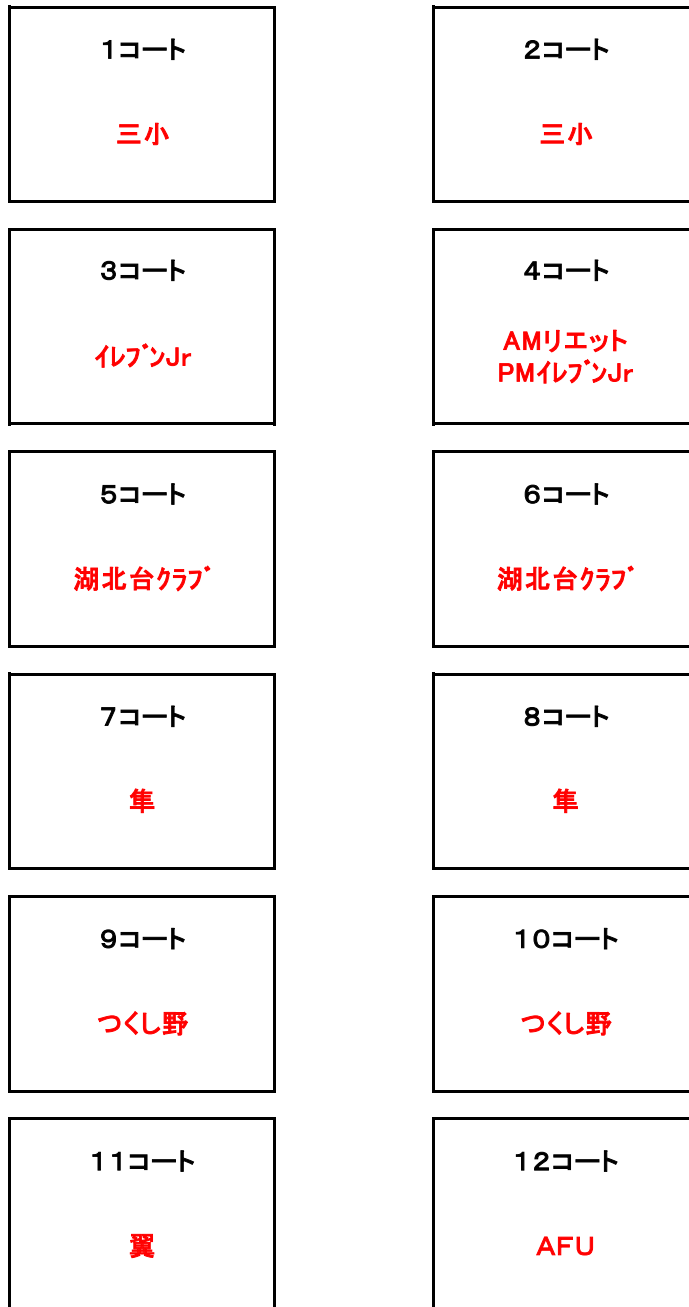 1コート
三小
2コート
三小
3コート
ｲﾚﾌﾞﾝJr
4コート
AMリエット
PMｲﾚﾌﾞﾝJr
5コート
湖北台ｸﾗﾌﾞ
6コート
湖北台ｸﾗﾌﾞ
7コート
隼
8コート
隼
9コート
つくし野
10コート
つくし野
11コート
翼
12コート
AFU